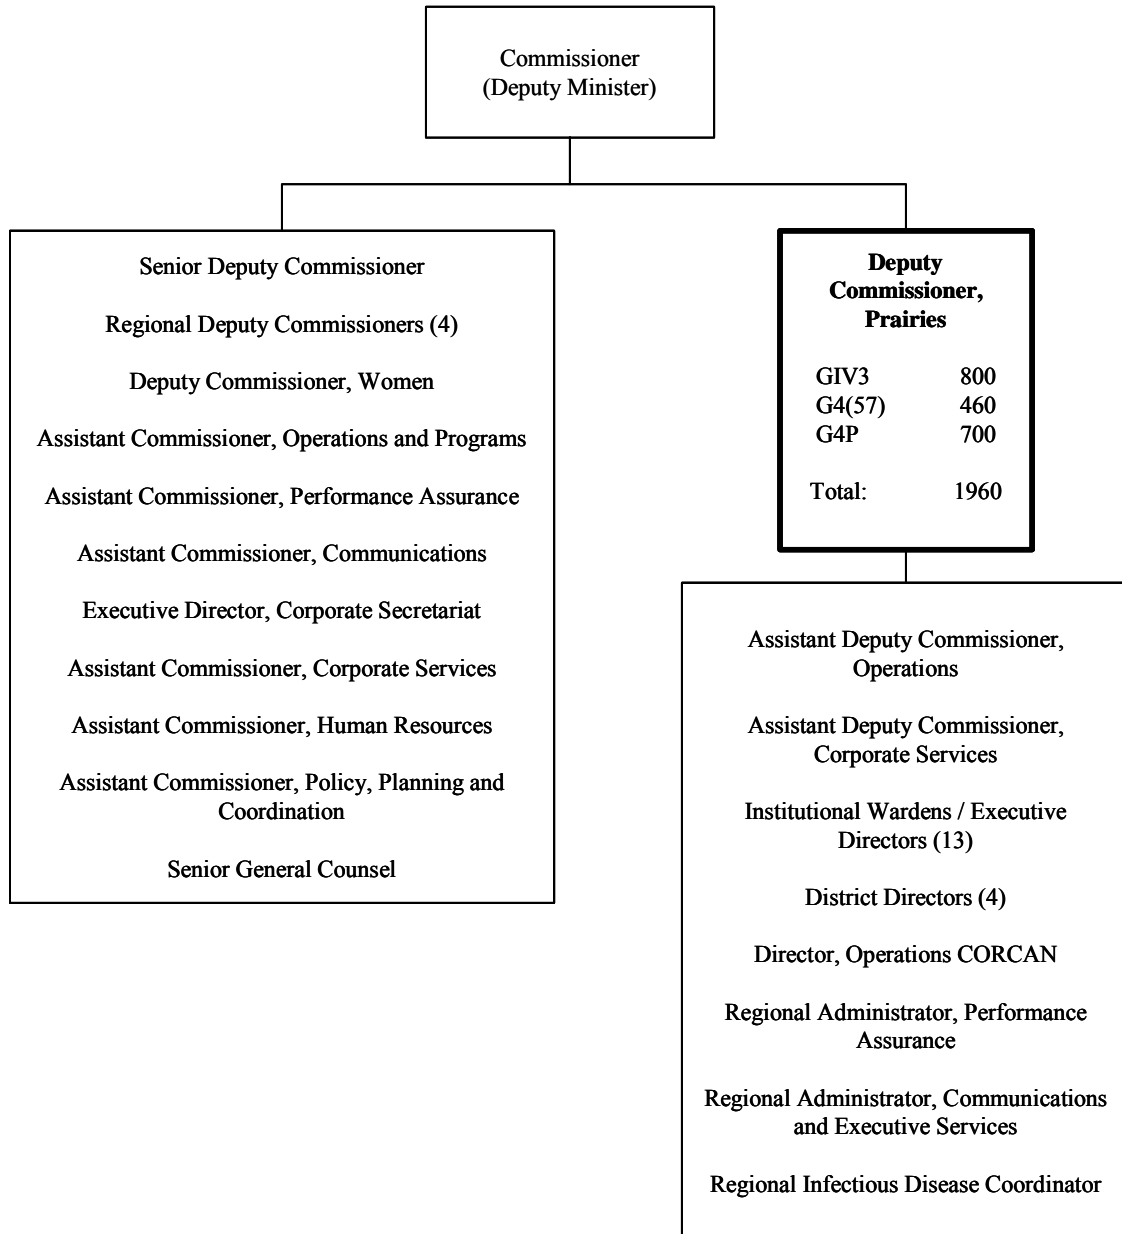 Commissioner
(Deputy Minister)
Senior Deputy Commissioner
Regional Deputy Commissioners (4)
Deputy Commissioner, Women
Assistant Commissioner, Operations and Programs
Assistant Commissioner, Performance Assurance
Assistant Commissioner, Communications
Executive Director, Corporate Secretariat
Assistant Commissioner, Corporate Services
Assistant Commissioner, Human Resources
Assistant Commissioner, Policy, Planning and
Coordination
Senior General Counsel
Deputy
Commissioner,
Prairies
GIV3 800
G4(57) 460
G4P 700
Total: 1960
Assistant Deputy Commissioner,
Operations
Assistant Deputy Commissioner,
Corporate Services
Institutional Wardens / Executive
Directors (13)
District Directors (4)
Director, Operations CORCAN
Regional Administrator, Performance
Assurance
Regional Administrator, Communications
and Executive Services
Regional Infectious Disease Coordinator